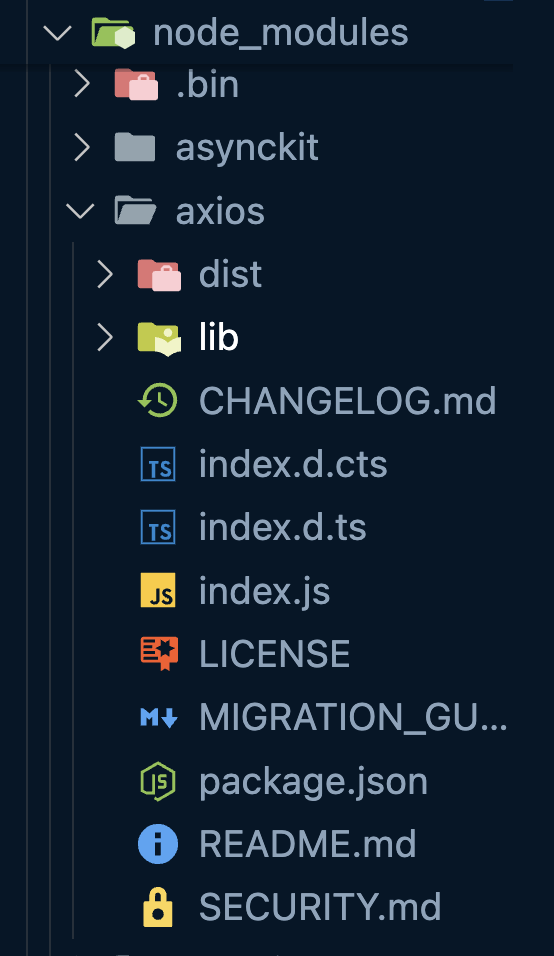 node_modules
.bin
asynckit
axios
dist
lib
CHANGELOG.md
TS index.d.cts
TS index.d.ts
JS index.js
LICENSE
M MIGRATION_GU...
JS package.json
i README.md
SECURITY.md